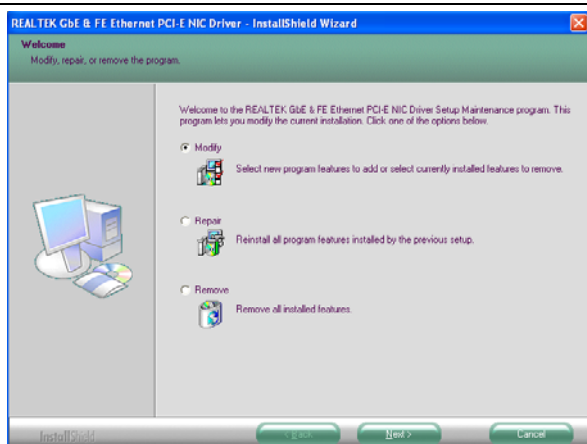 REALTEK GbE & FE Ethernet PCI-E NIC Driver - InstallShield Wizard
Welcome
Modify, repair, or remove the program.
Welcome to the REALTEK GbE & FE Ethernet PCI-E NIC Driver Setup Maintenance program. This
program lets you modify the current installation. Click one of the options below.
Modify
Select new program features to add or select currently installed features to remove.
Repair
Reinstall all program features installed by the previous setup.
Remove
Remove all installed features.
InstallShield
< Back
Next >
Cancel